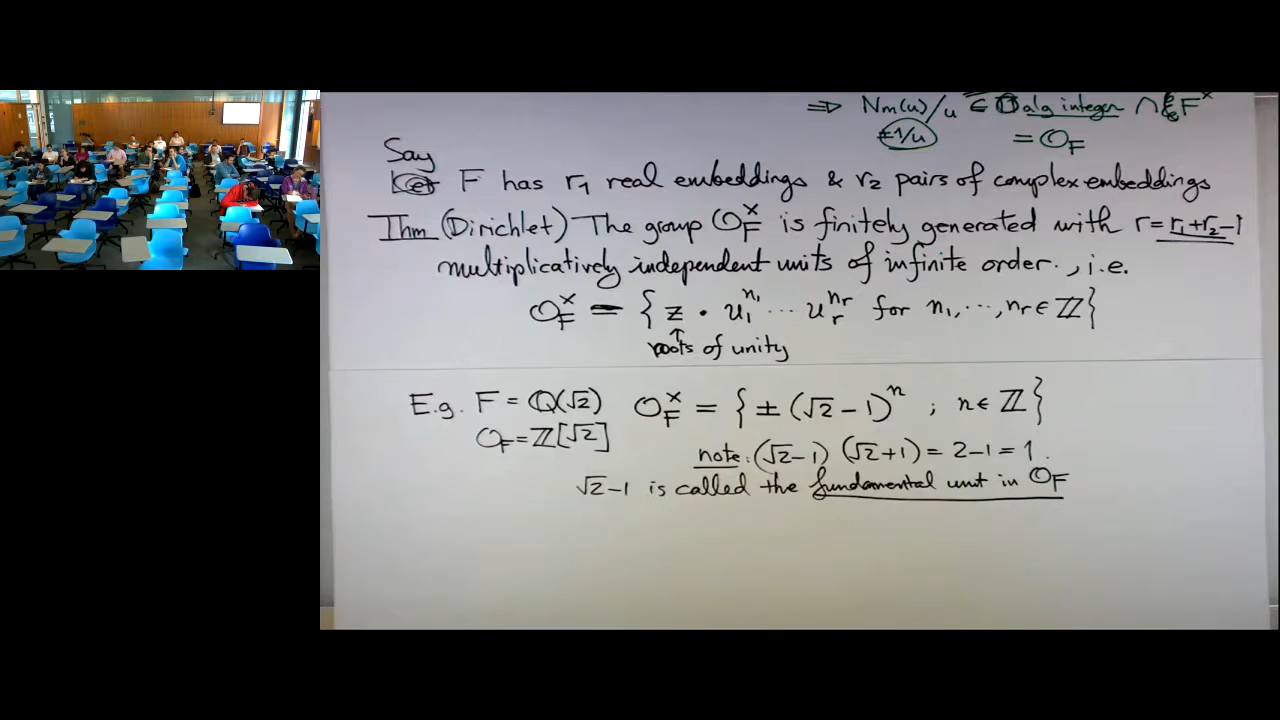 ⇒ Nm(u)/u ∈ alg integer ∩ F^×
±1/u = O_F
Say
F has r₁ real embeddings & r₂ pairs of complex embeddings
Thm (Dirichlet) The group O_F^× is finitely generated with r = r₁+r₂-1
multiplicatively independent units of infinite order., i.e.
O_F^× = { z · u₁^{n₁} ··· u_r^{n_r} for n₁,···,n_r ∈ ℤ }
↑
roots of unity
E.g. F = ℚ(√2) O_F^× = { ± (√2 - 1)^n ; n ∈ ℤ }
O_F = ℤ[√2]
note: (√2-1) (√2+1) = 2-1 = 1.
√2-1 is called the fundamental unit in O_F